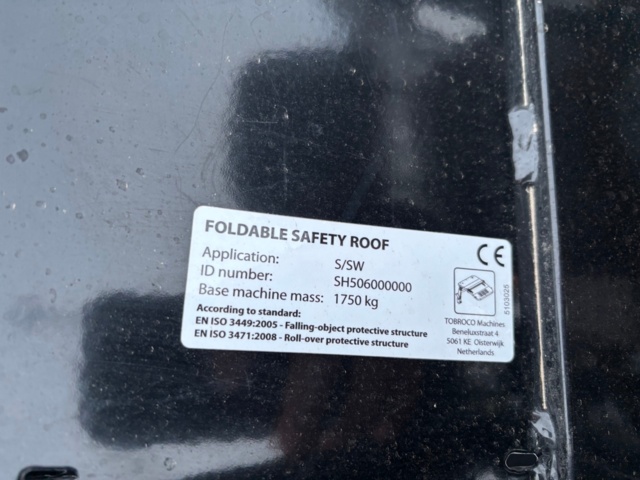 FOLDABLE SAFETY ROOF
Application: S/SW
ID number: SH506000000
Base machine mass: 1750 kg
According to standard:
EN ISO 3449:2005 - Falling-object protective structure
EN ISO 3471:2008 - Roll-over protective structure
CE
5103025
TOBROCO Machines
Beneluxstraat 4
5061 KE Oisterwijk
Netherlands